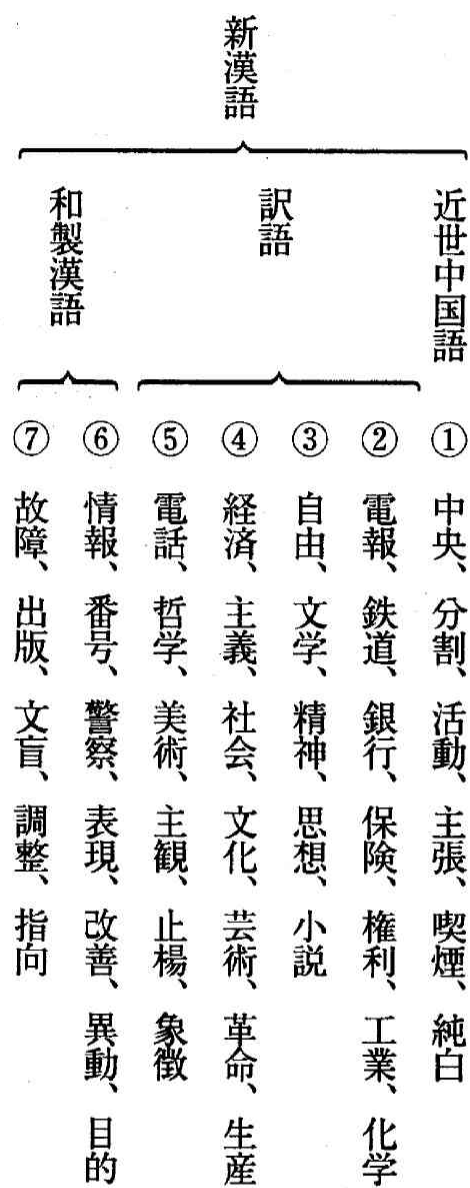 新漢語
近世中国語
訳語
和製漢語
① 中央、分割、活動、主張、喫煙、純白
② 電報、鉄道、銀行、保険、権利、工業、化学
③ 自由、文学、精神、思想、小説
④ 経済、主義、社会、文化、芸術、革命、生産
⑤ 電話、哲学、美術、主観、止楊、象徴
⑥ 情報、番号、警察、表現、改善、異動、目的
⑦ 故障、出版、文盲、調整、指向